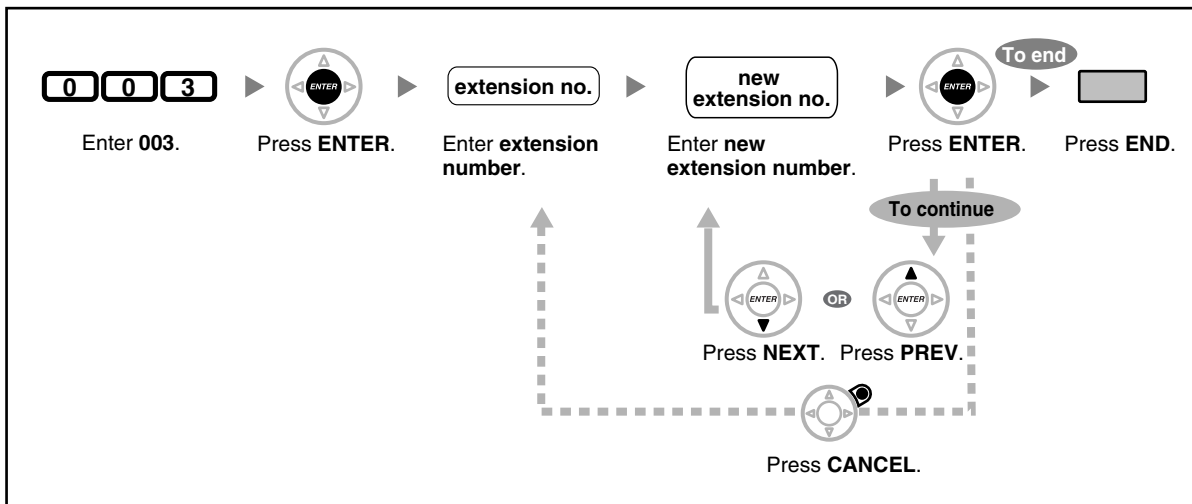 To end
0 0 3
ENTER
extension no.
new
extension no.
ENTER
Enter 003.
Press ENTER.
Enter extension
number.
Enter new
extension number.
Press ENTER.
Press END.
To continue
ENTER
OR
ENTER
Press NEXT.
Press PREV.
Press CANCEL.